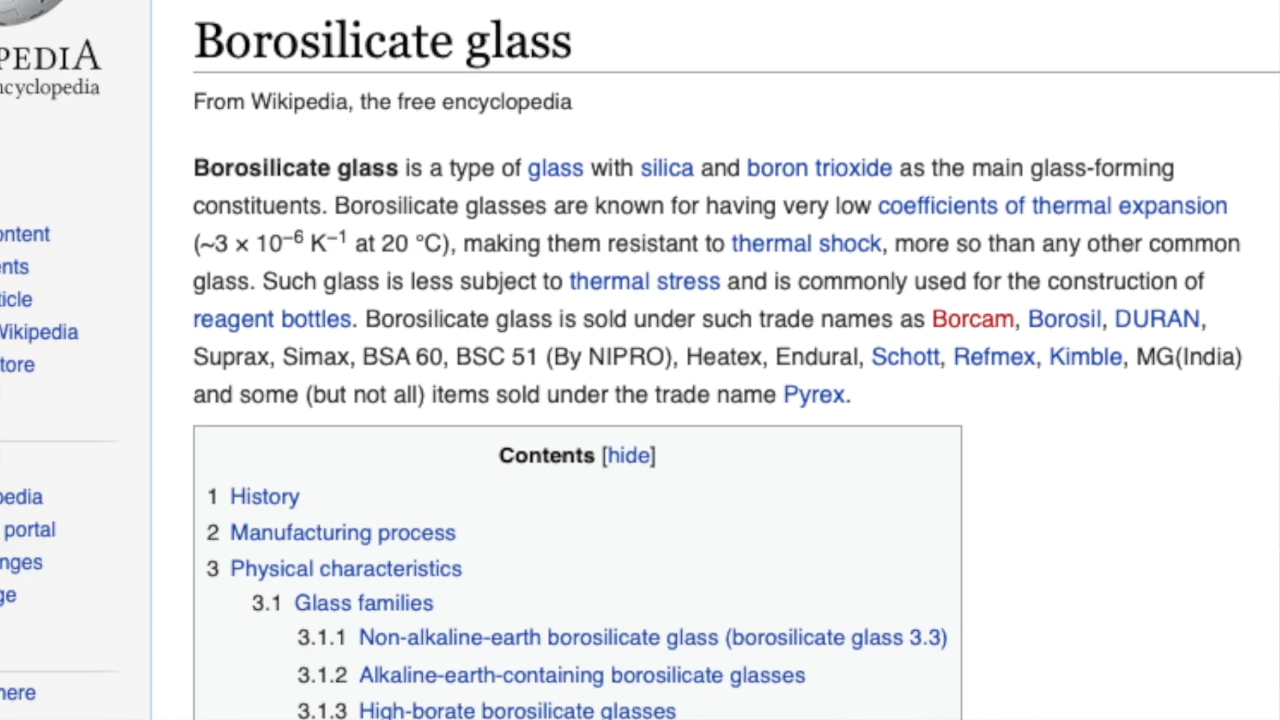 Borosilicate glass
PEDIA
ncyclopedia
From Wikipedia, the free encyclopedia
Borosilicate glass is a type of glass with silica and boron trioxide as the main glass-forming
constituents. Borosilicate glasses are known for having very low coefficients of thermal expansion
(~3 × 10−6 K−1 at 20 °C), making them resistant to thermal shock, more so than any other common
glass. Such glass is less subject to thermal stress and is commonly used for the construction of
reagent bottles. Borosilicate glass is sold under such trade names as Borcam, Borosil, DURAN,
Suprax, Simax, BSA 60, BSC 51 (By NIPRO), Heatex, Endural, Schott, Refmex, Kimble, MG(India)
and some (but not all) items sold under the trade name Pyrex.
ontent
ents
ticle
Wikipedia
tore
pedia
portal
nges
ge
here
Contents [hide]
1 History
2 Manufacturing process
3 Physical characteristics
3.1 Glass families
3.1.1 Non-alkaline-earth borosilicate glass (borosilicate glass 3.3)
3.1.2 Alkaline-earth-containing borosilicate glasses
3.1.3 High-borate borosilicate glasses